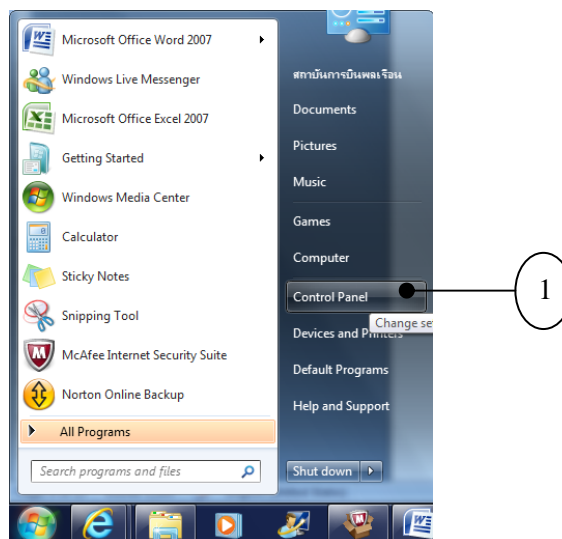 Microsoft Office Word 2007
Windows Live Messenger
Microsoft Office Excel 2007
Getting Started
Windows Media Center
Calculator
Sticky Notes
Snipping Tool
McAfee Internet Security Suite
Norton Online Backup
All Programs
Search programs and files
สถาบันการบินพลเรือน
Documents
Pictures
Music
Games
Computer
Control Panel
Change se
Devices and Printers
Default Programs
Help and Support
Shut down
1